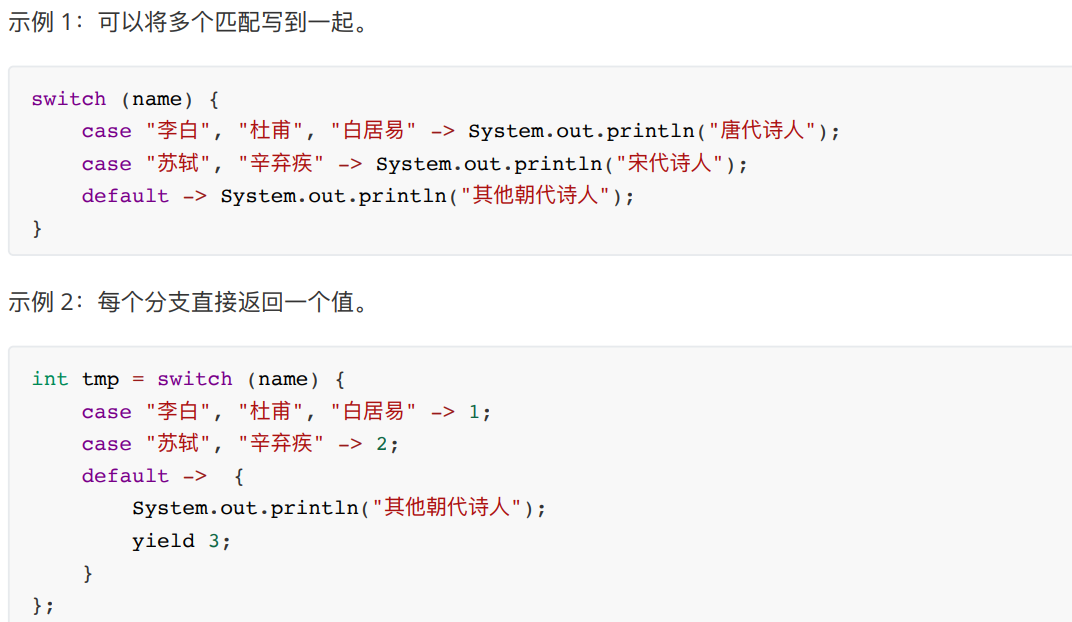 示例 1：可以将多个匹配写到一起。
switch (name) {
    case "李白", "杜甫", "白居易" -> System.out.println("唐代诗人");
    case "苏轼", "辛弃疾" -> System.out.println("宋代诗人");
    default -> System.out.println("其他朝代诗人");
}
示例 2：每个分支直接返回一个值。
int tmp = switch (name) {
    case "李白", "杜甫", "白居易" -> 1;
    case "苏轼", "辛弃疾" -> 2;
    default ->  {
        System.out.println("其他朝代诗人");
        yield 3;
    }
};